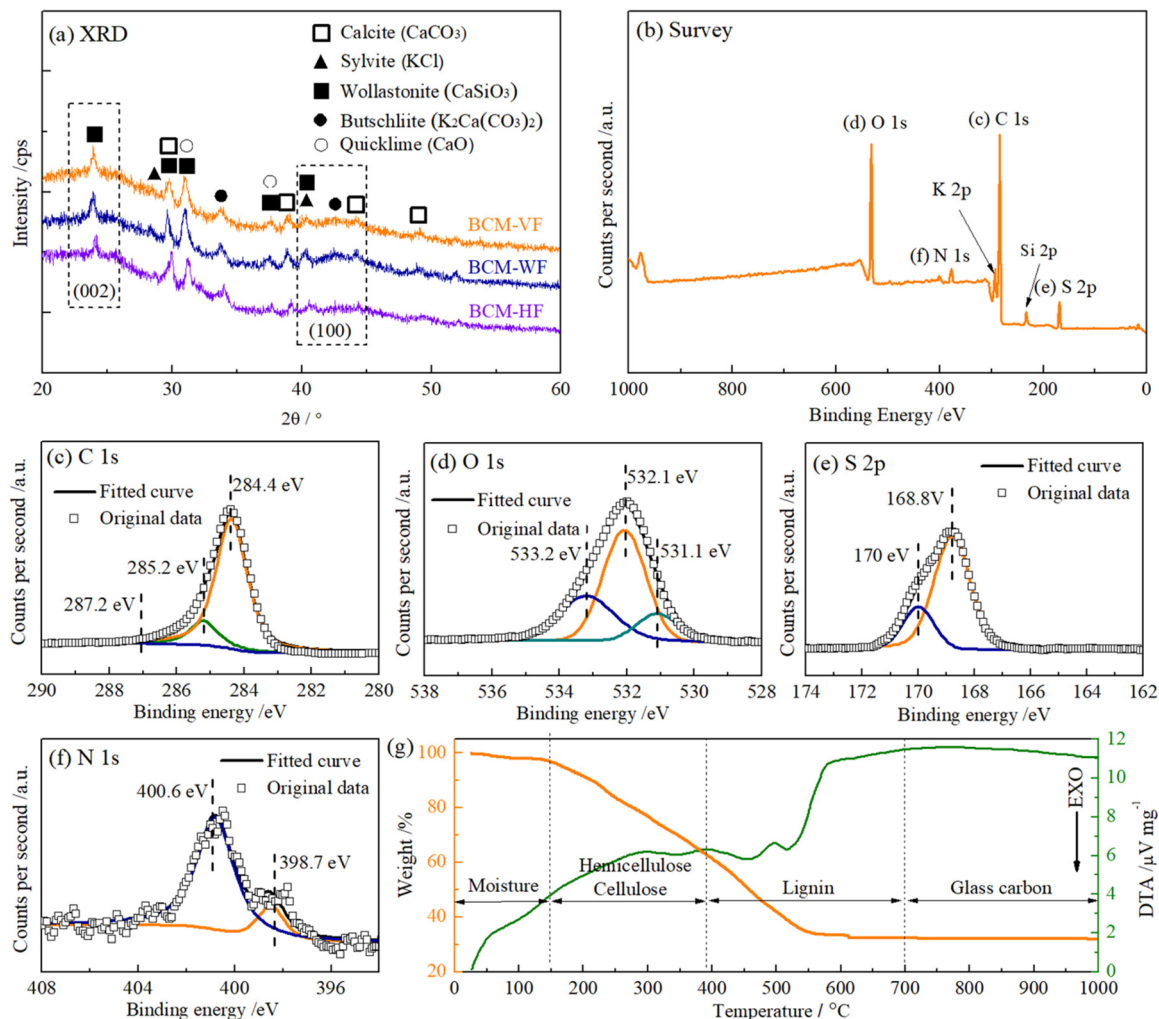 (a) XRD
Calcite (CaCO₃)
Sylvite (KCl)
Wollastonite (CaSiO₃)
Butschliite (K₂Ca(CO₃)₂)
Quicklime (CaO)
BCM-VF
BCM-WF
BCM-HF
(002)
(100)
Intensity /cps
20 30 40 50 60
2θ / °
(b) Survey
(d) O 1s
(c) C 1s
K 2p
(f) N 1s
Si 2p
(e) S 2p
Counts per second /a.u.
1000 800 600 400 200 0
Binding Energy /eV
(c) C 1s
284.4 eV
Fitted curve
Original data
285.2 eV
287.2 eV
Counts per second /a.u.
290 288 286 284 282 280
Binding energy /eV
(d) O 1s
532.1 eV
Fitted curve
Original data
533.2 eV
531.1 eV
Counts per second /a.u.
538 536 534 532 530 528
Binding energy /eV
(e) S 2p
Fitted curve
168.8V
Original data
170 eV
Counts per second /a.u.
174 172 170 168 166 164 162
Binding energy /eV
(f) N 1s
Fitted curve
400.6 eV
Original data
398.7 eV
Counts per second /a.u.
408 404 400 396
Binding energy /eV
(g)
100
80
60
40
20
Weight /%
12
10
8
6
4
2
0
DTA/μV mg⁻¹
EXO
Moisture
Hemicellulose
Cellulose
Lignin
Glass carbon
0 100 200 300 400 500 600 700 800 900 1000
Temperature / °C